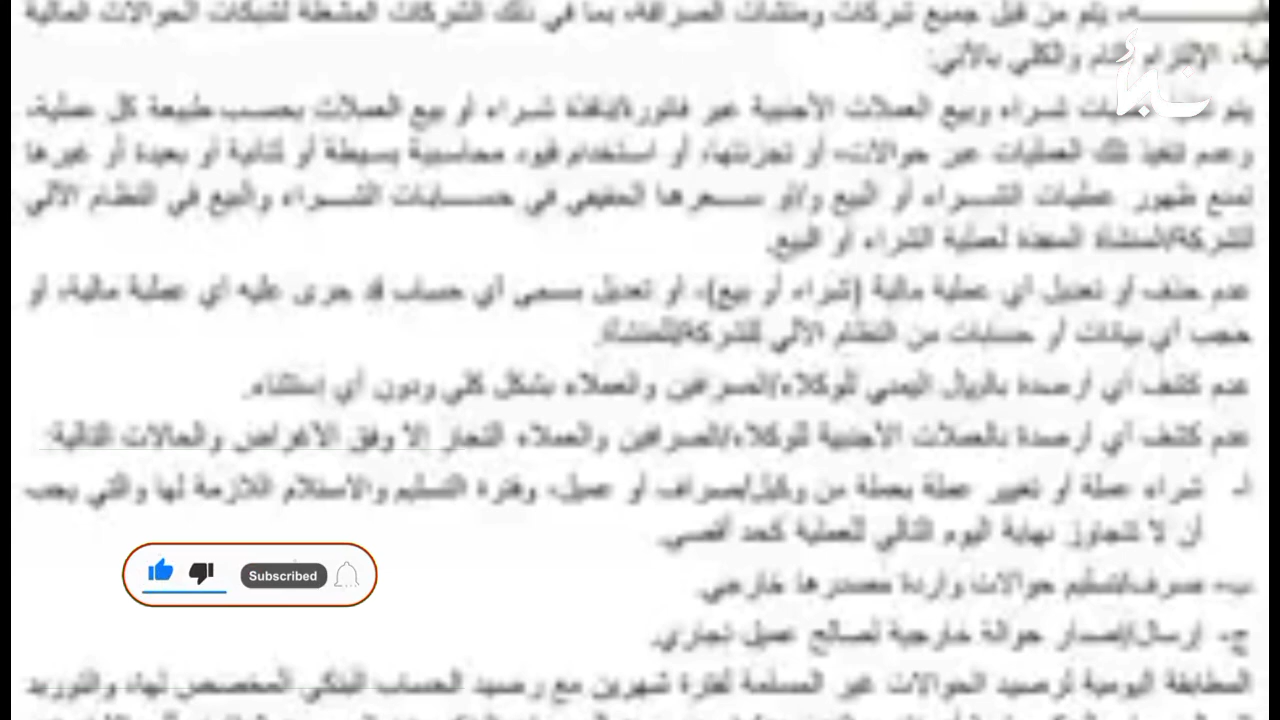 يتم من قبل جميع شركات ومنشآت الصرافة، بما في ذلك الشركات المشغلة لشبكات الحوالات المالية
الإلتزام التام والكلي بالآتي:
سبأ
يتم شراء وبيع العملات الأجنبية عبر فاتورة/نافذة شراء أو بيع العملات بحسب طبيعة كل عملية،
وعدم تنفيذ تلك العمليات عبر حوالات- أو تجزئتها، أو استخدام قيود محاسبية بسيطة أو ثنائية أو بعيدة أو غيرها
تمنع ظهور عمليات الشراء أو البيع و/أو سعرها الحقيقي في حسابات الشراء والبيع في النظام الآلي
للشركة/المنشأة المنفذة لعملية الشراء أو البيع.
عدم حذف أو تعديل أي عملية مالية (شراء أو بيع)، أو تعديل مسمى أي حساب قد جرى عليه أي عملية مالية، أو
حجب أي بيانات أو حسابات من النظام الآلي للشركة/للمنشأة.
عدم كشف أي أرصدة بالريال اليمني للوكلاء/الصرافين والعملاء بشكل كلي ودون أي إستثناء.
عدم كشف أي أرصدة بالعملات الأجنبية للوكلاء/الصرافين والعملاء التجار إلا وفق الأغراض والحالات التالية:
أ- شراء عملة أو تغيير عملة بعملة من وكيل/صراف أو عميل، وفترة التسليم والاستلام اللازمة لها والتي يجب
أن لا تتجاوز نهاية اليوم التالي للعملية كحد أقصى.
Subscribed
ب- صرف/تسليم حوالات واردة مصدرها خارجي.
ج- إرسال/إصدار حوالة خارجية لصالح عميل تجاري.
المطابقة اليومية لرصيد الحوالات غير المسلمة لفترة شهرين مع رصيد الحساب البنكي المخصص لها، والتوريد